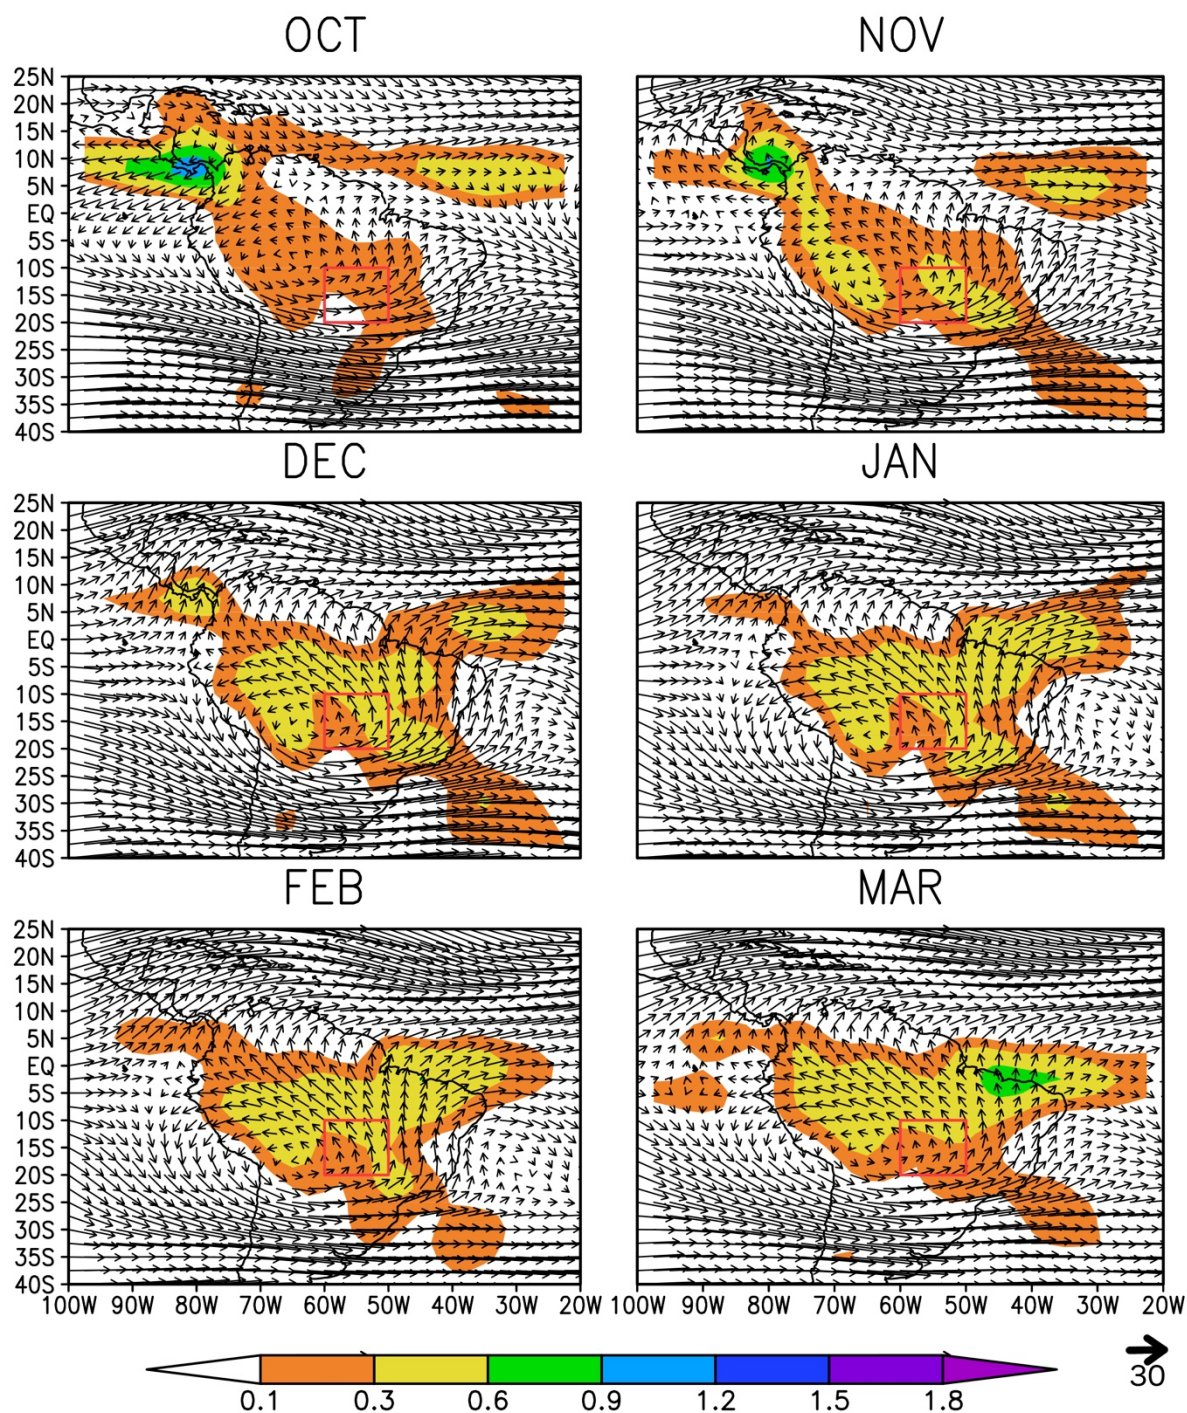 OCT NOV
25N
20N
15N
10N
5N
EQ
5S
10S
15S
20S
25S
30S
35S
40S
DEC JAN
25N
20N
15N
10N
5N
EQ
5S
10S
15S
20S
25S
30S
35S
40S
FEB MAR
25N
20N
15N
10N
5N
EQ
5S
10S
15S
20S
25S
30S
35S
40S
100W 90W 80W 70W 60W 50W 40W 30W 20W 100W 90W 80W 70W 60W 50W 40W 30W 20W
30
0.1 0.3 0.6 0.9 1.2 1.5 1.8